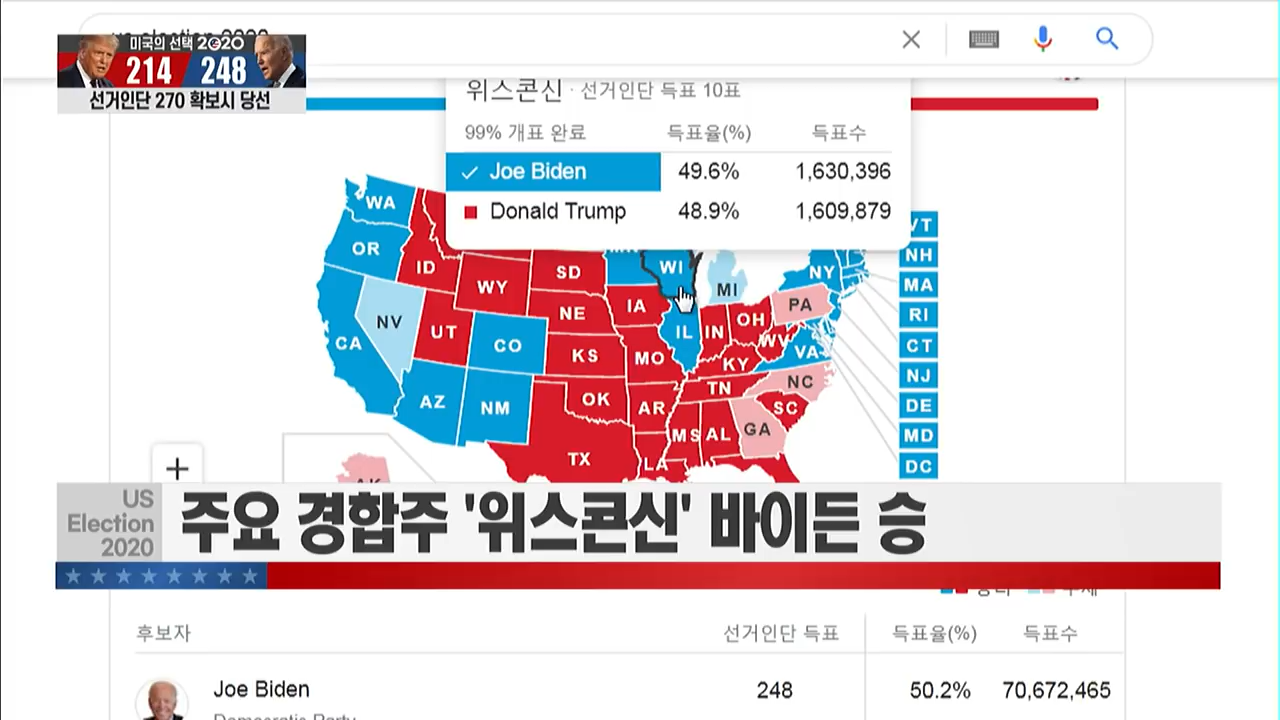 us election 2020
미국의 선택 2020
214 248
선거인단 270 확보시 당선
위스콘신 · 선거인단 득표 10표
99% 개표 완료 득표율(%) 득표수
Joe Biden 49.6% 1,630,396
Donald Trump 48.9% 1,609,879
WA
OR
ID
WY
SD
WI
MI
NY
PA
NV
UT
CO
NE
IA
IL
IN
OH
WV
VA
CA
KS
MO
KY
NC
AZ
NM
OK
AR
TN
SC
MS
AL
GA
TX
LA
AK
VT
NH
MA
RI
CT
NJ
DE
MD
DC
+
US
Election
2020
주요 경합주 '위스콘신' 바이든 승
후보자 선거인단 득표 득표율(%) 득표수
Joe Biden 248 50.2% 70,672,465
Democratic Party